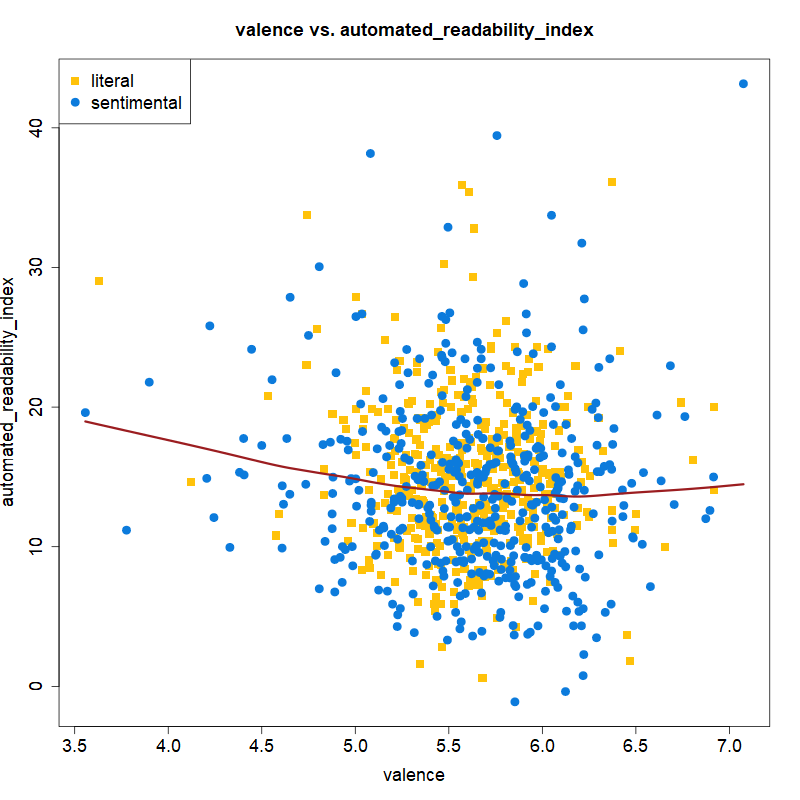 valence vs. automated_readability_index
literal
sentimental
automated_readability_index
40
30
20
10
0
3.5 4.0 4.5 5.0 5.5 6.0 6.5 7.0
valence